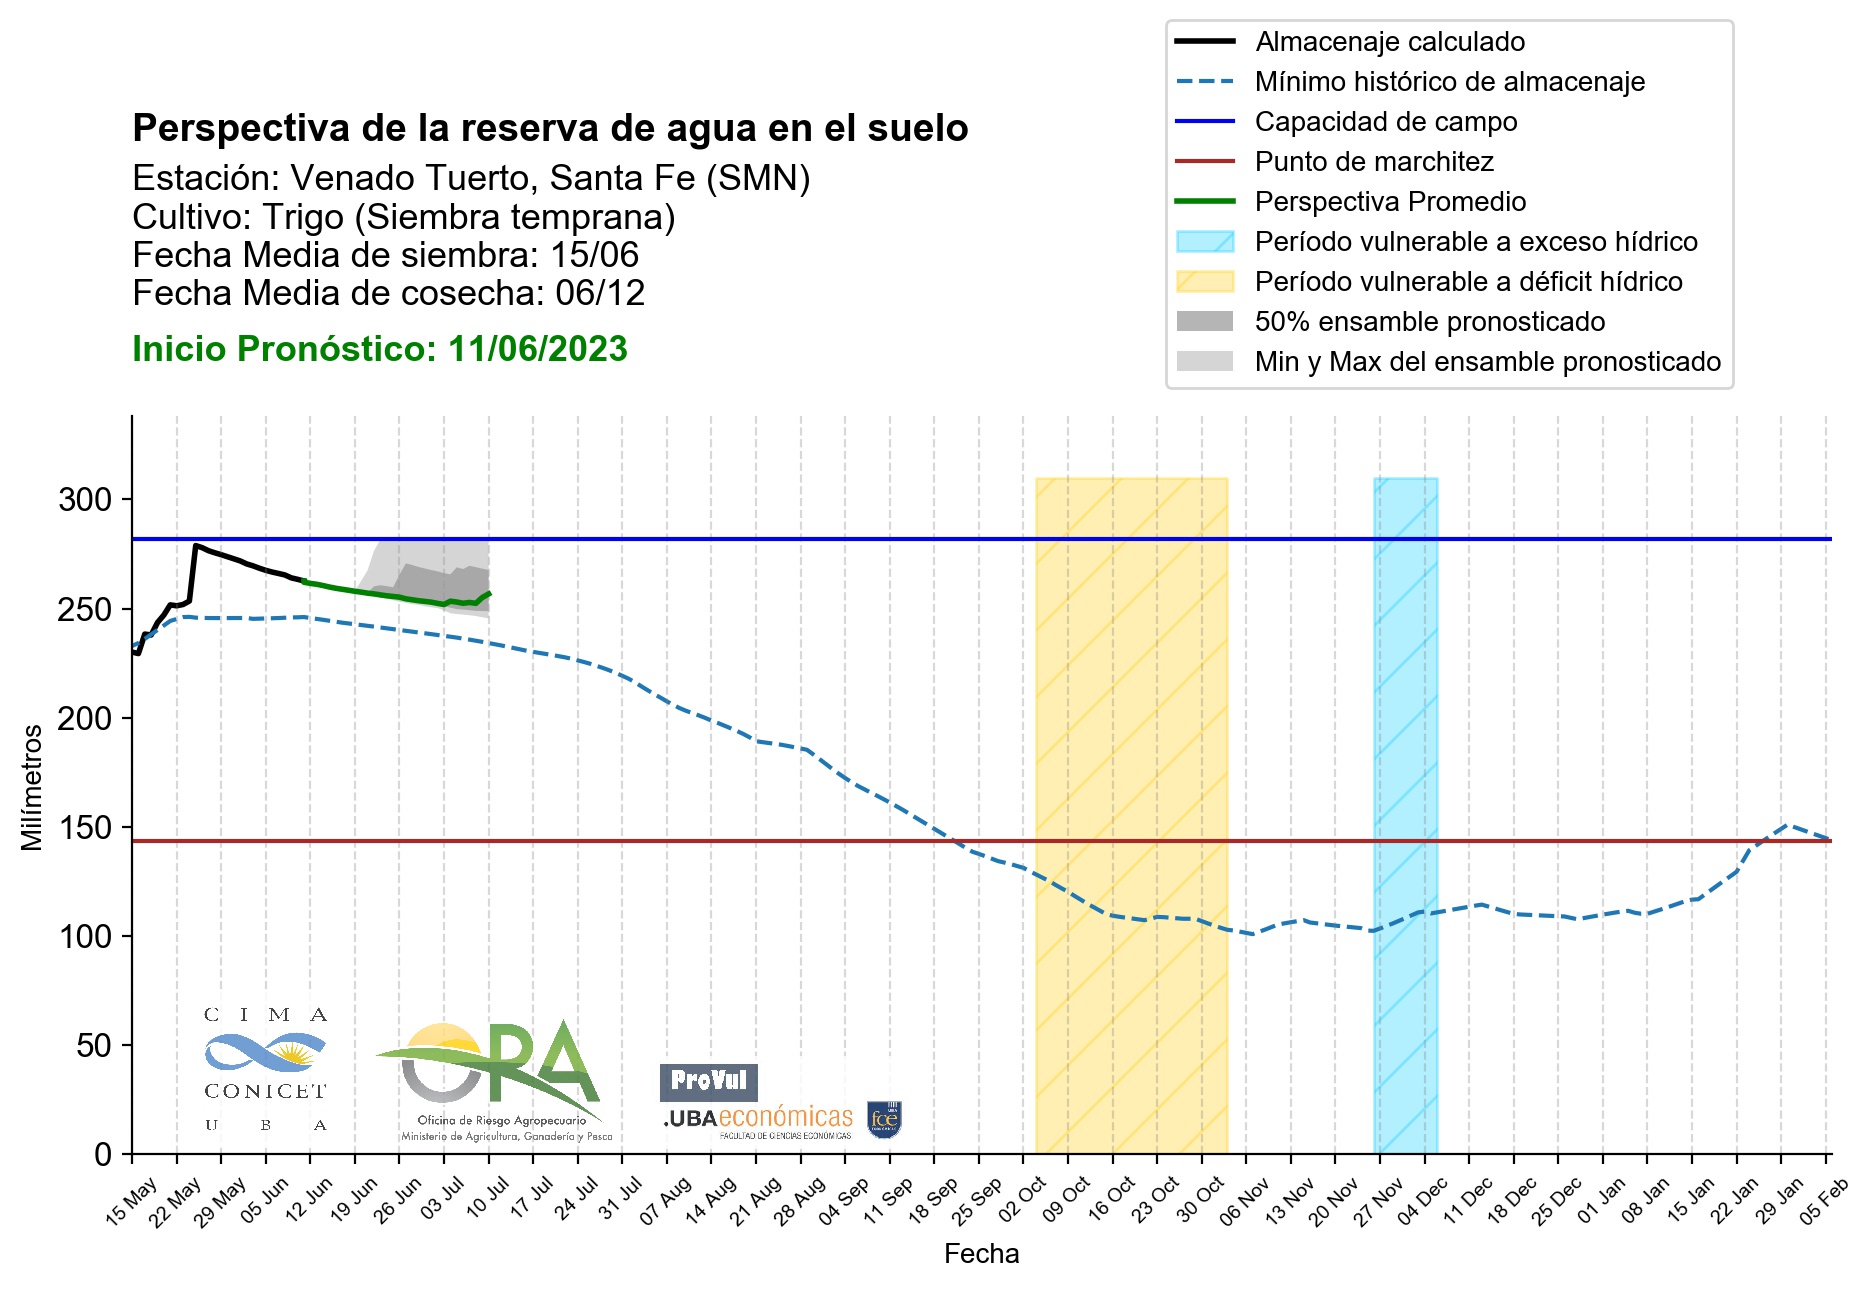 Almacenaje calculado
Mínimo histórico de almacenaje
Capacidad de campo
Punto de marchitez
Perspectiva Promedio
Período vulnerable a exceso hídrico
Período vulnerable a déficit hídrico
50% ensamble pronosticado
Min y Max del ensamble pronosticado
Perspectiva de la reserva de agua en el suelo
Estación: Venado Tuerto, Santa Fe (SMN)
Cultivo: Trigo (Siembra temprana)
Fecha Media de siembra: 15/06
Fecha Media de cosecha: 06/12
Inicio Pronóstico: 11/06/2023
Milímetros
300
250
200
150
100
50
0
CIMA
CONICET
UBA
ORA
Oficina de Riesgo Agropecuario
Ministerio de Agricultura, Ganadería y Pesca
ProVul
.UBAeconómicas
FACULTAD DE CIENCIAS ECONÓMICAS
fce
15 May
22 May
29 May
05 Jun
12 Jun
19 Jun
26 Jun
03 Jul
10 Jul
17 Jul
24 Jul
31 Jul
07 Aug
14 Aug
21 Aug
28 Aug
04 Sep
11 Sep
18 Sep
25 Sep
02 Oct
09 Oct
16 Oct
23 Oct
30 Oct
06 Nov
13 Nov
20 Nov
27 Nov
04 Dec
11 Dec
18 Dec
25 Dec
01 Jan
08 Jan
15 Jan
22 Jan
29 Jan
05 Feb
Fecha